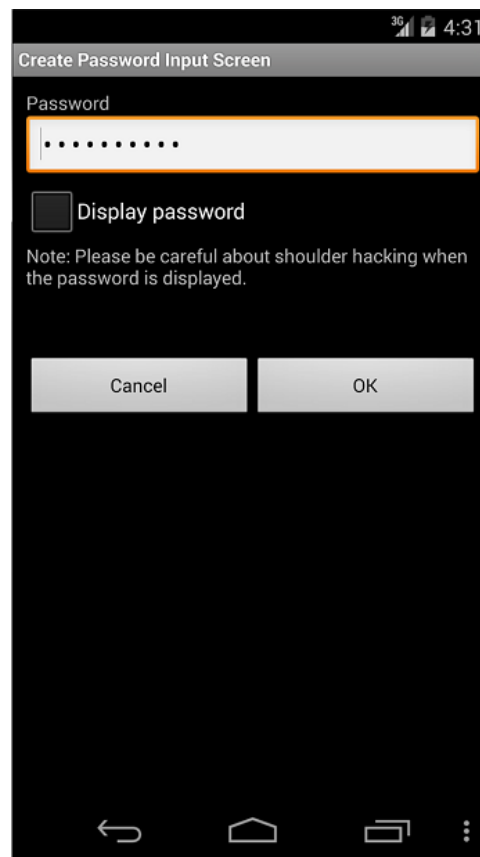 3G 4:31
Create Password Input Screen
Password
••••••••••
Display password
Note: Please be careful about shoulder hacking when
the password is displayed.
Cancel OK